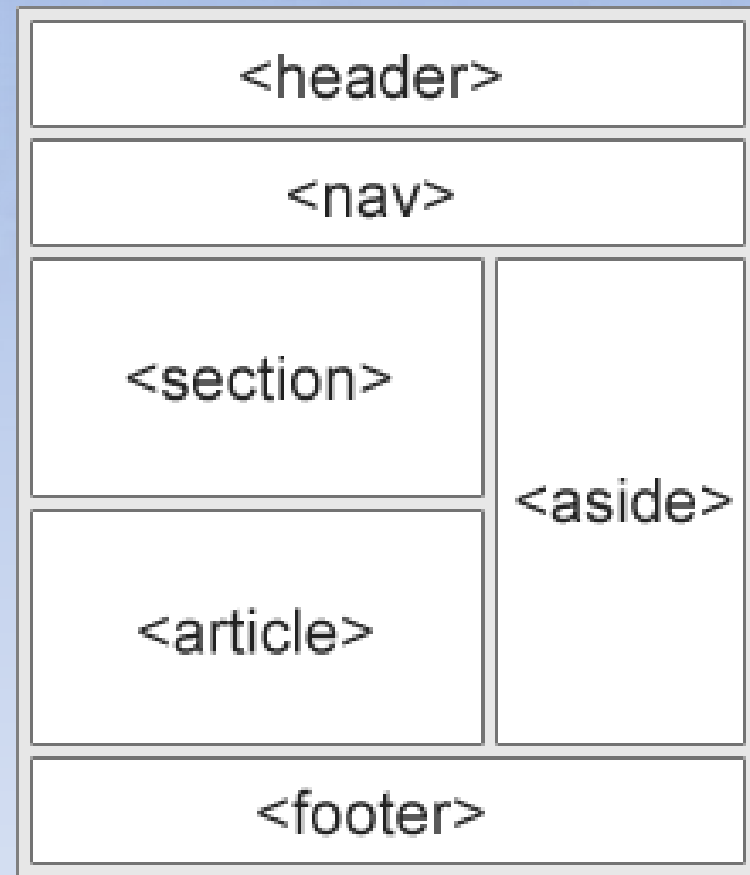 <header>
<nav>
<section>
<aside>
<article>
<footer>